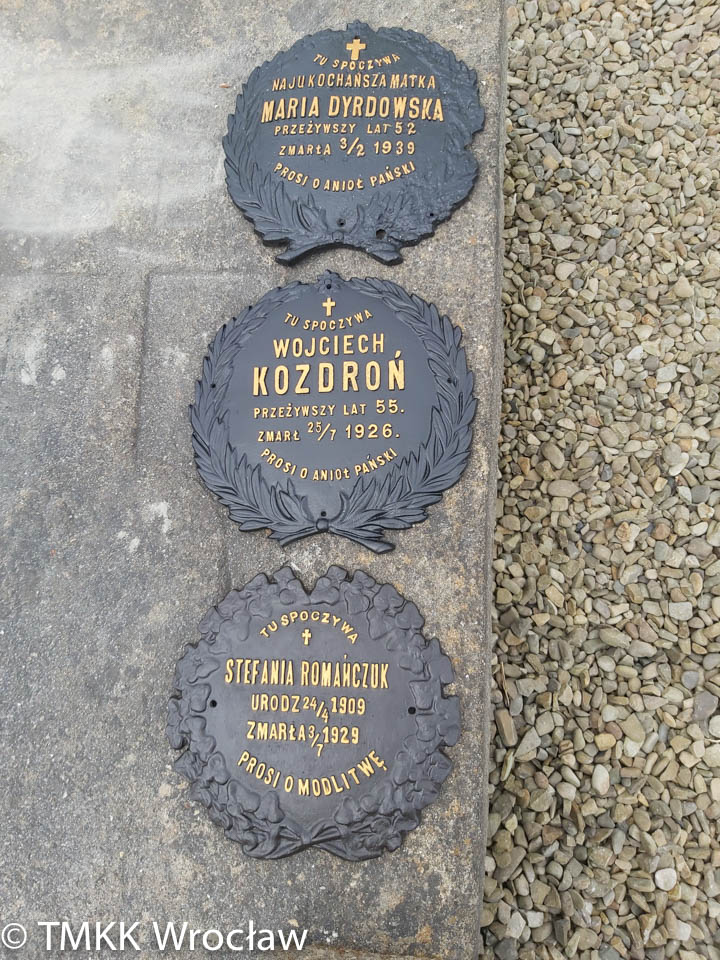 TU SPOCZYWA
NAJUKOCHAŃSZA MATKA
MARIA DYRDOWSKA
PRZEŻYWSZY LAT 52
ZMARŁA 3/2 1939
PROSI O ANIOŁ PAŃSKI
TU SPOCZYWA
WOJCIECH
KOZDROŃ
PRZEŻYWSZY LAT 55.
ZMARŁ 25/7 1926.
PROSI O ANIOŁ PAŃSKI
TU SPOCZYWA
STEFANIA ROMAŃCZUK
URODZ 24/4 1909
ZMARŁA 3/7 1929
PROSI O MODLITWĘ
© TMKK Wrocław